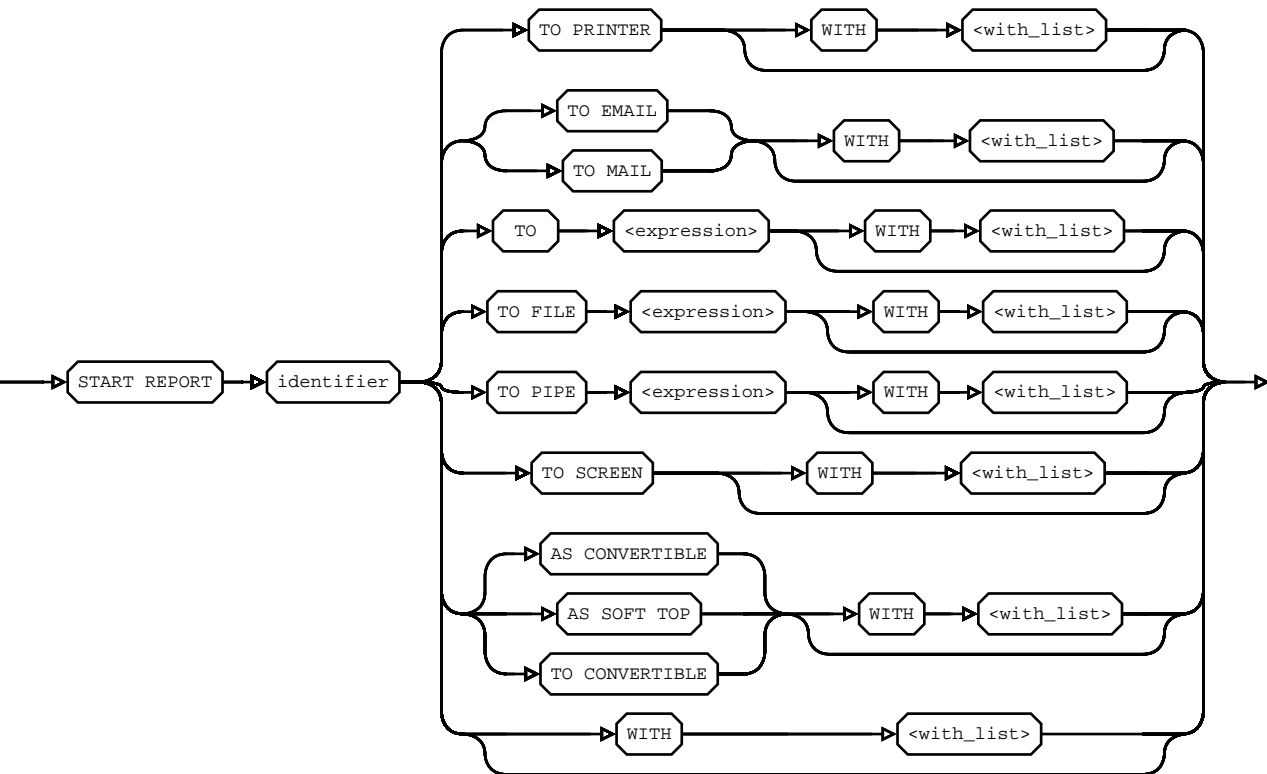 TO PRINTER WITH <with_list>
TO EMAIL
WITH <with_list>
TO MAIL
TO <expression> WITH <with_list>
TO FILE <expression> WITH <with_list>
START REPORT identifier
TO PIPE <expression> WITH <with_list>
TO SCREEN WITH <with_list>
AS CONVERTIBLE
AS SOFT TOP WITH <with_list>
TO CONVERTIBLE
WITH <with_list>